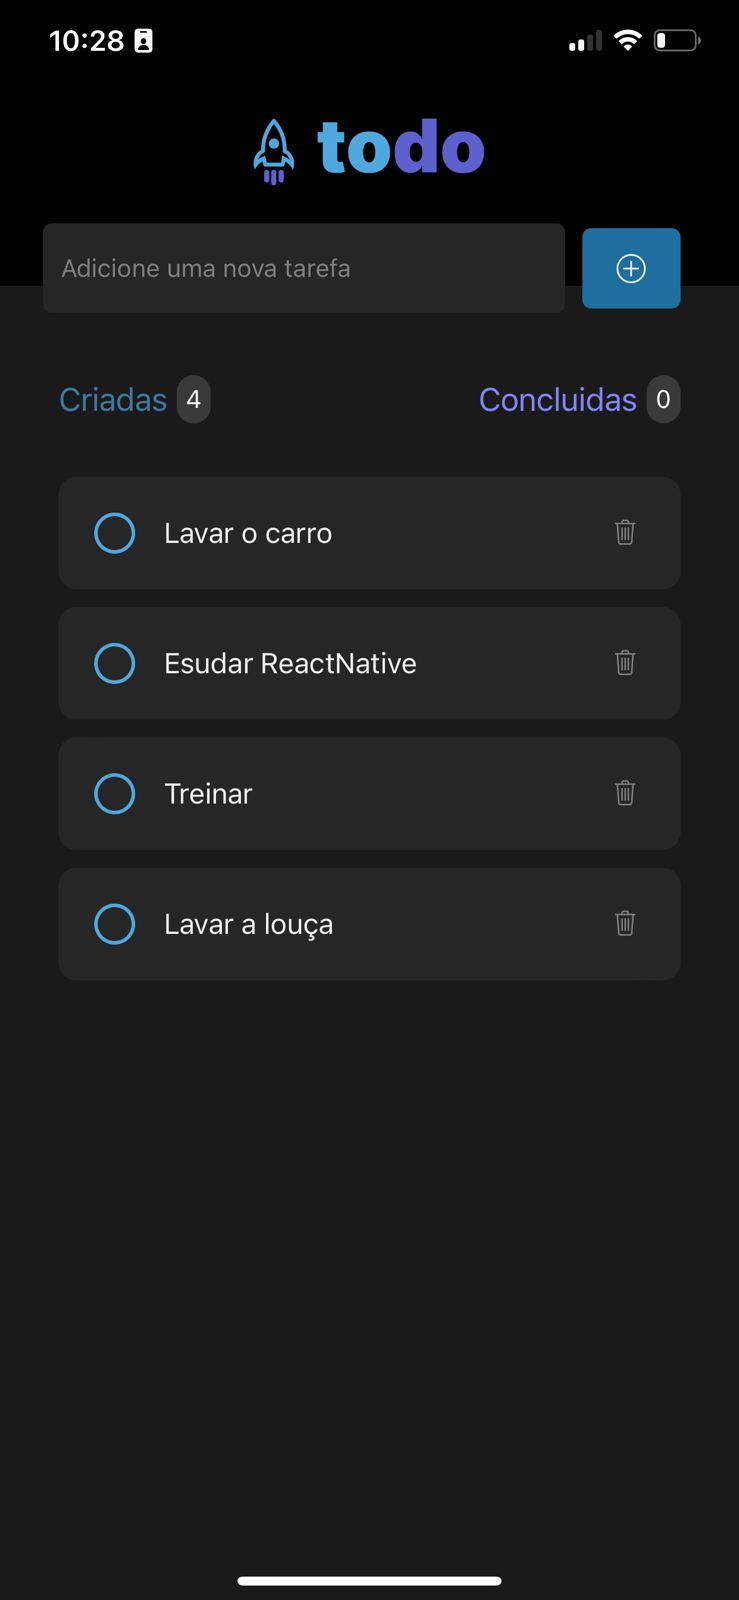 10:28
todo
Adicione uma nova tarefa
Criadas 4 Concluidas 0
Lavar o carro
Esudar ReactNative
Treinar
Lavar a louça